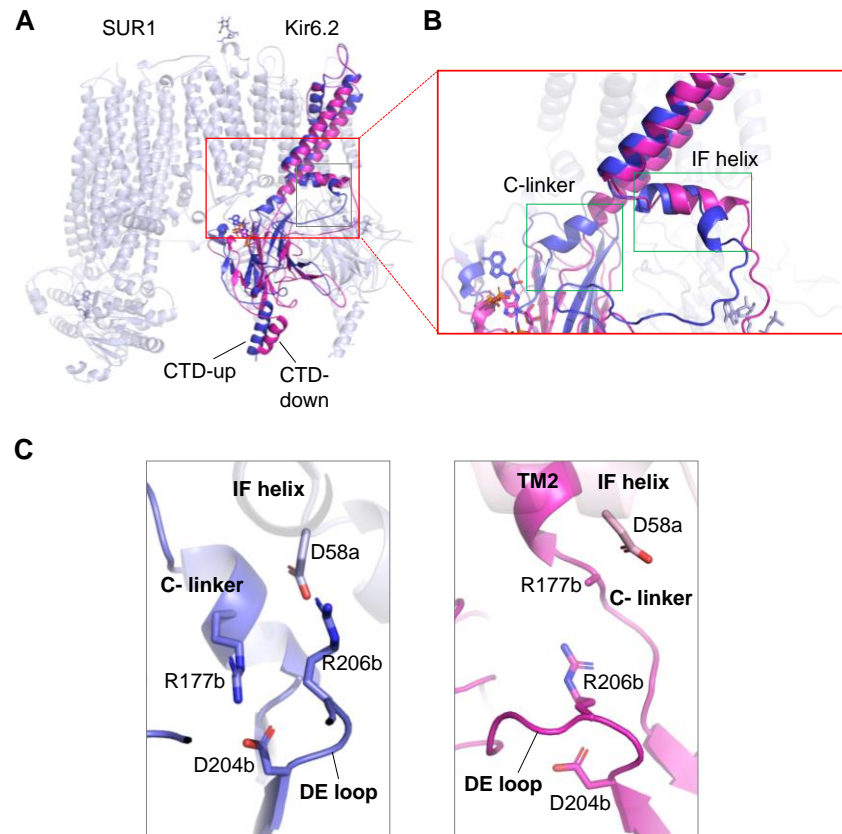 A
SUR1
Kir6.2
CTD-up
CTD-
down
B
C-linker
IF helix
C
IF helix
D58a
C- linker
R177b
R206b
D204b
DE loop
TM2
IF helix
D58a
R177b
C- linker
R206b
DE loop
D204b